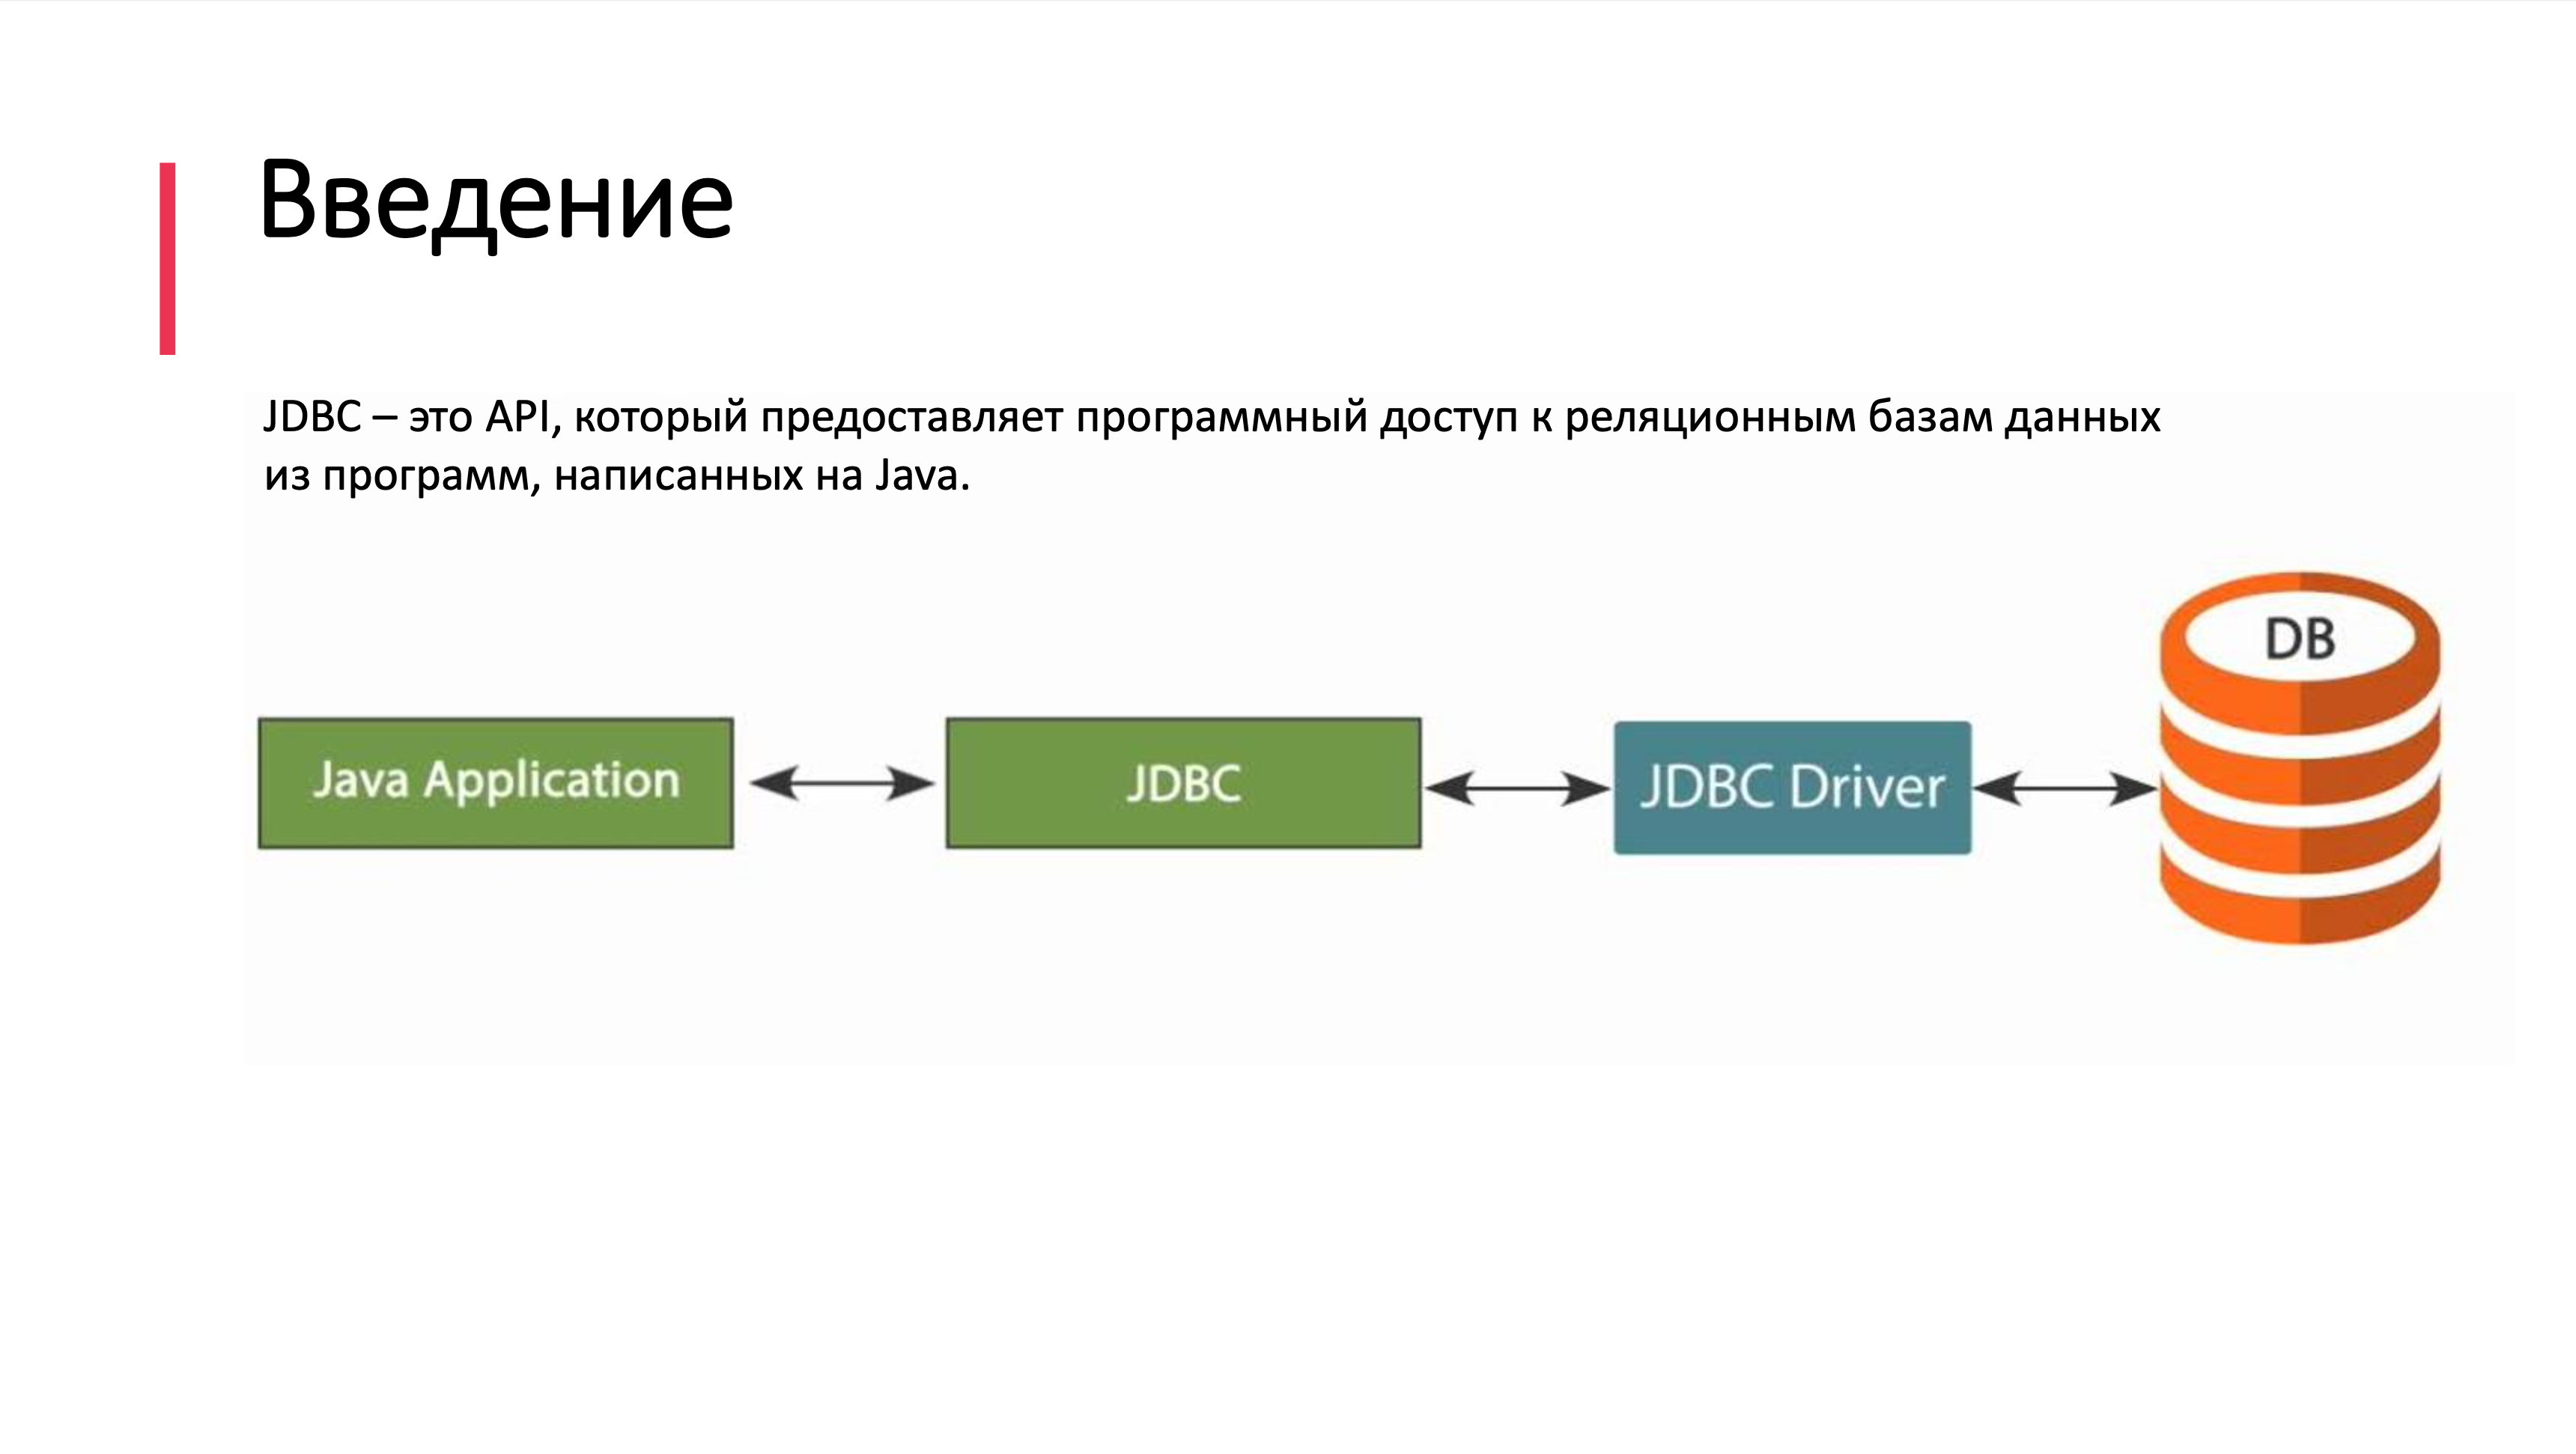 Введение
JDBC – это API, который предоставляет программный доступ к реляционным базам данных
из программ, написанных на Java.
DB
Java Application
JDBC
JDBC Driver